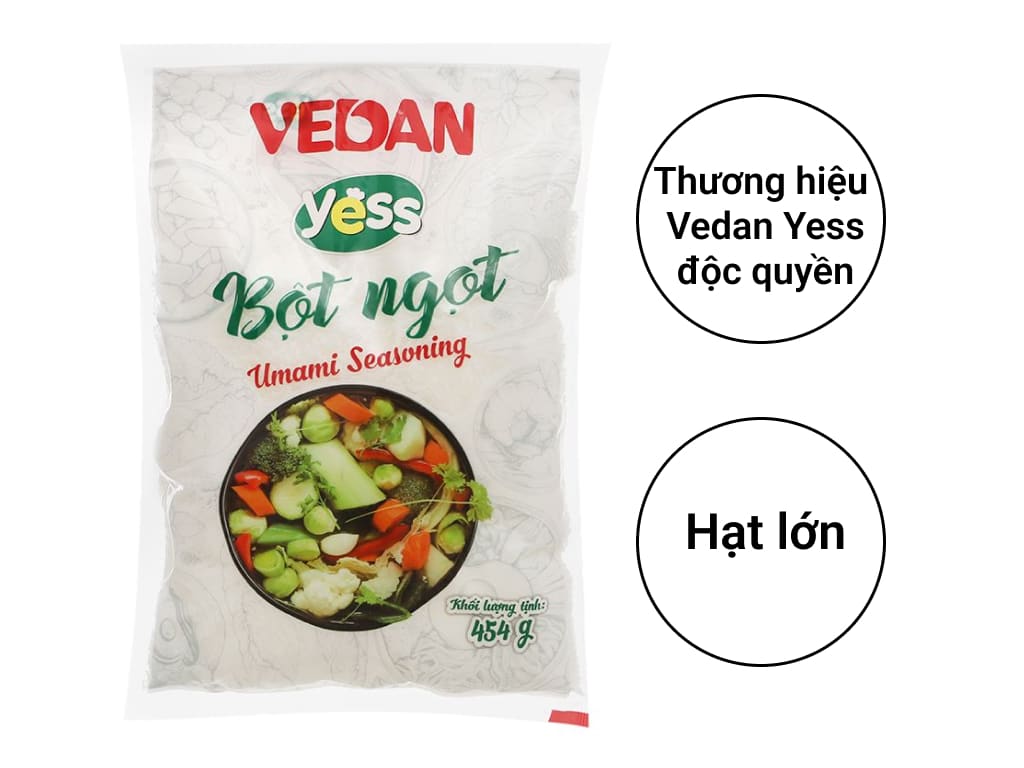 VEDAN
yess
Bột ngọt
Umami Seasoning
Khối lượng tịnh:
454 g
Thương hiệu
Vedan Yess
độc quyền
Hạt lớn